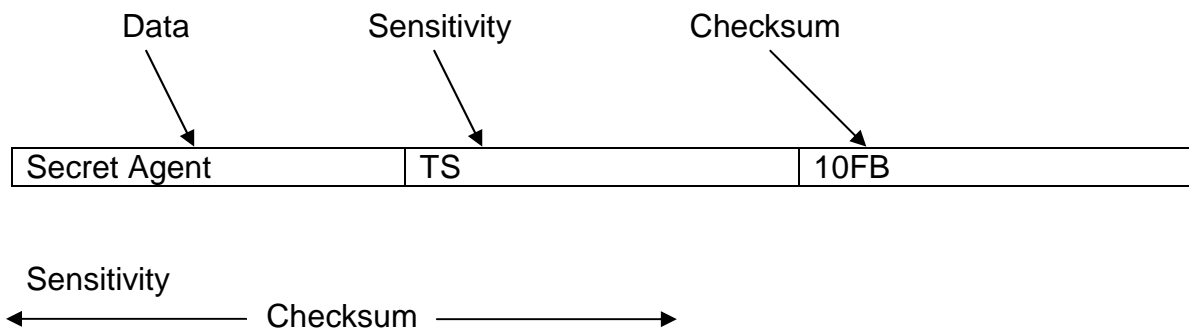 Data Sensitivity Checksum
Secret Agent TS 10FB
Sensitivity
Checksum